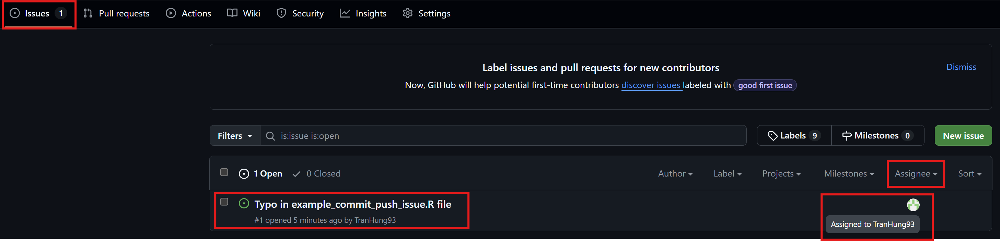 Issues 1 Pull requests Actions Wiki Security Insights Settings
Label issues and pull requests for new contributors
Dismiss
Now, GitHub will help potential first-time contributors discover issues labeled with good first issue
Filters is:issue is:open Labels 9 Milestones 0 New issue
1 Open 0 Closed Author Label Projects Milestones Assignee Sort
Typo in example_commit_push_issue.R file
#1 opened 5 minutes ago by TranHung93
Assigned to TranHung93